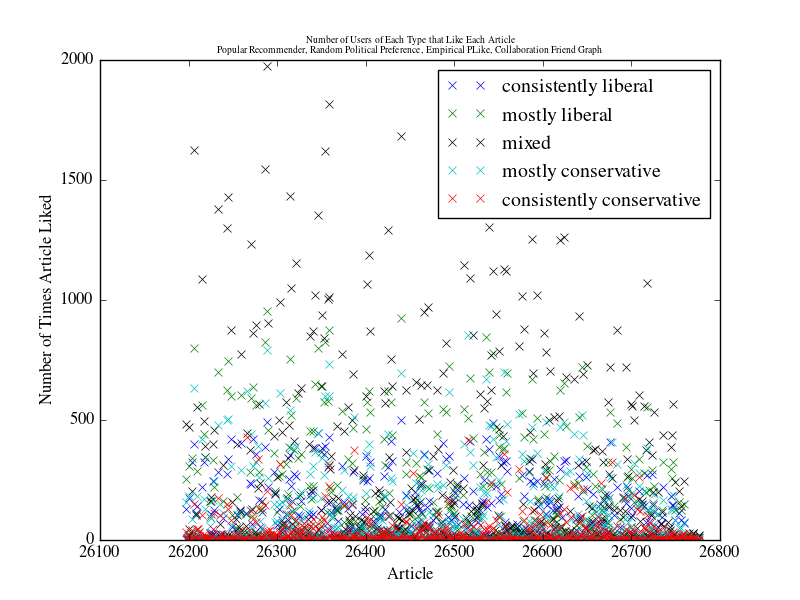 Number of Users of Each Type that Like Each Article
Popular Recommender, Random Political Preference, Empirical PLike, Collaboration Friend Graph
2000
1500
1000
500
0
Number of Times Article Liked
consistently liberal
mostly liberal
mixed
mostly conservative
consistently conservative
26100 26200 26300 26400 26500 26600 26700 26800
Article